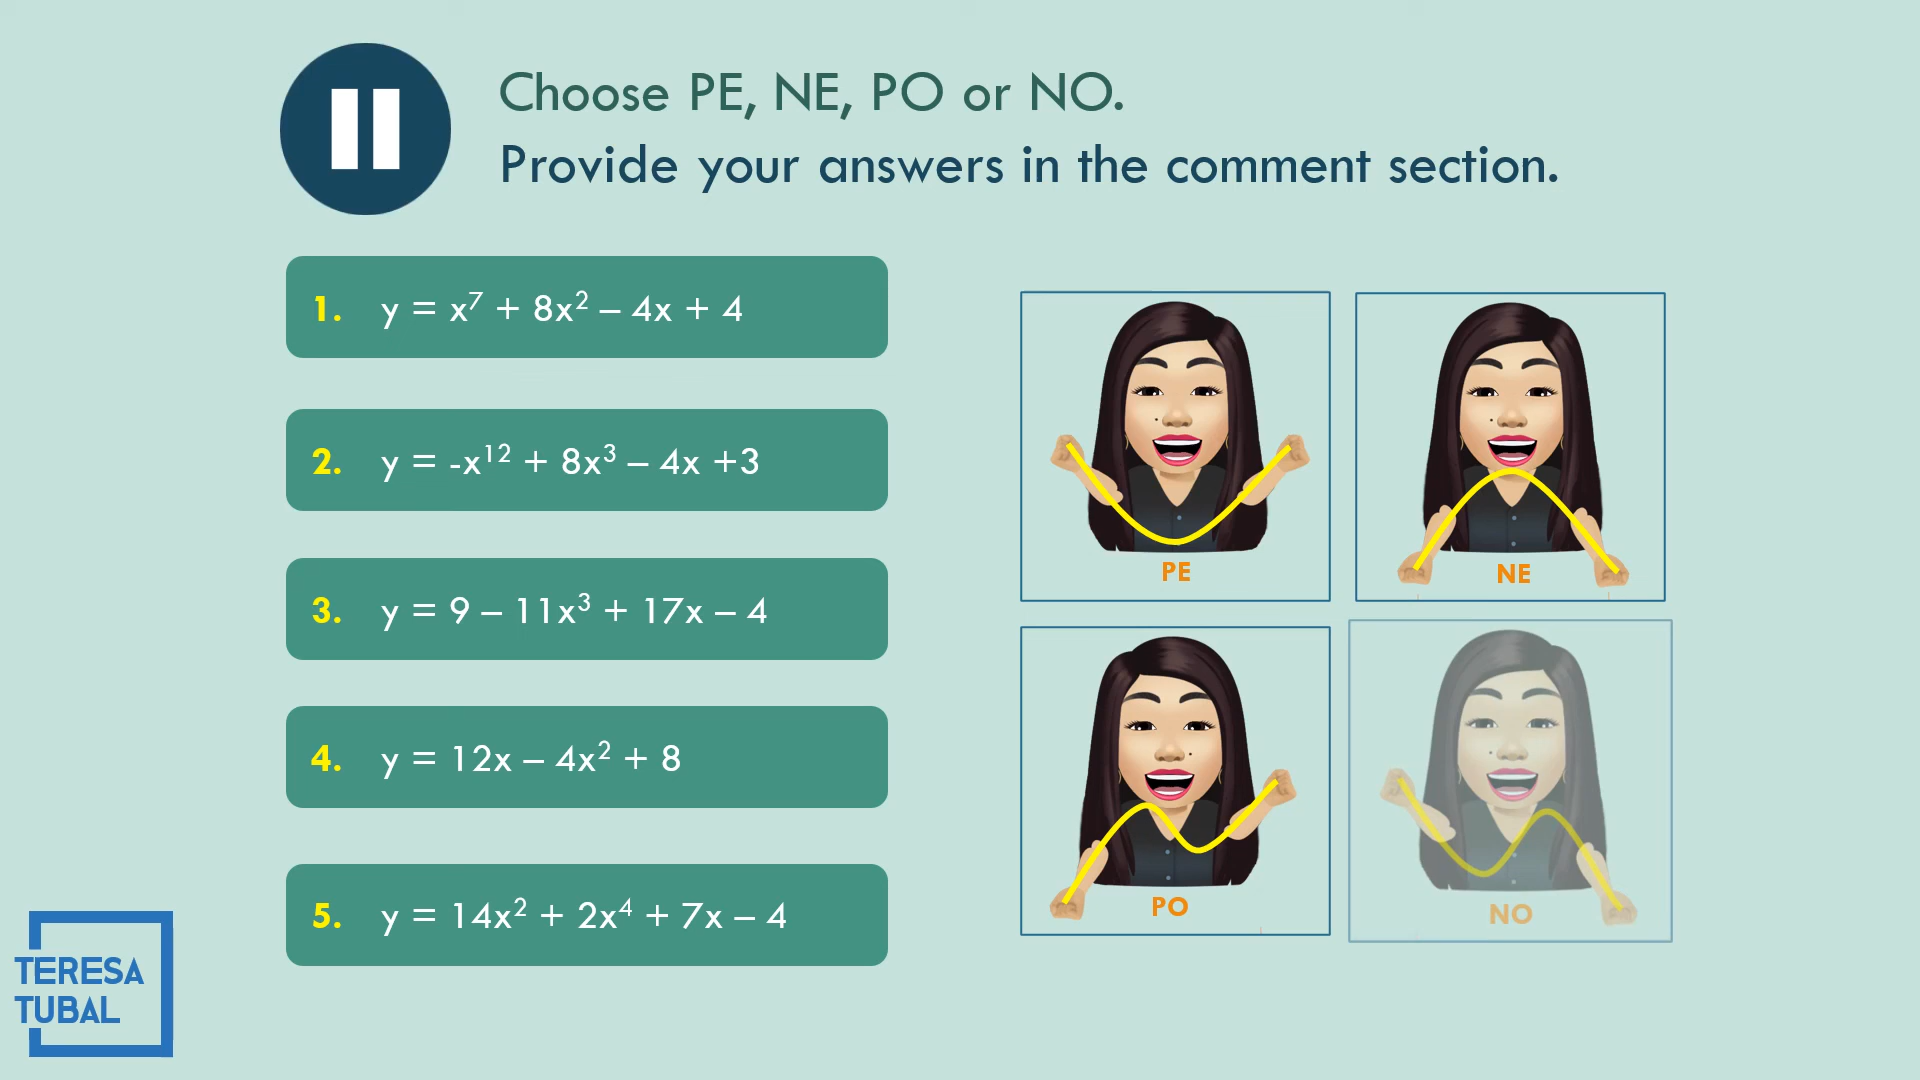 Choose PE, NE, PO or NO.
Provide your answers in the comment section.
1. y = x⁷ + 8x² – 4x + 4
2. y = -x¹² + 8x³ – 4x +3
3. y = 9 – 11x³ + 17x – 4
4. y = 12x – 4x² + 8
5. y = 14x² + 2x⁴ + 7x – 4
PE
NE
PO
NO
TERESA
TUBAL